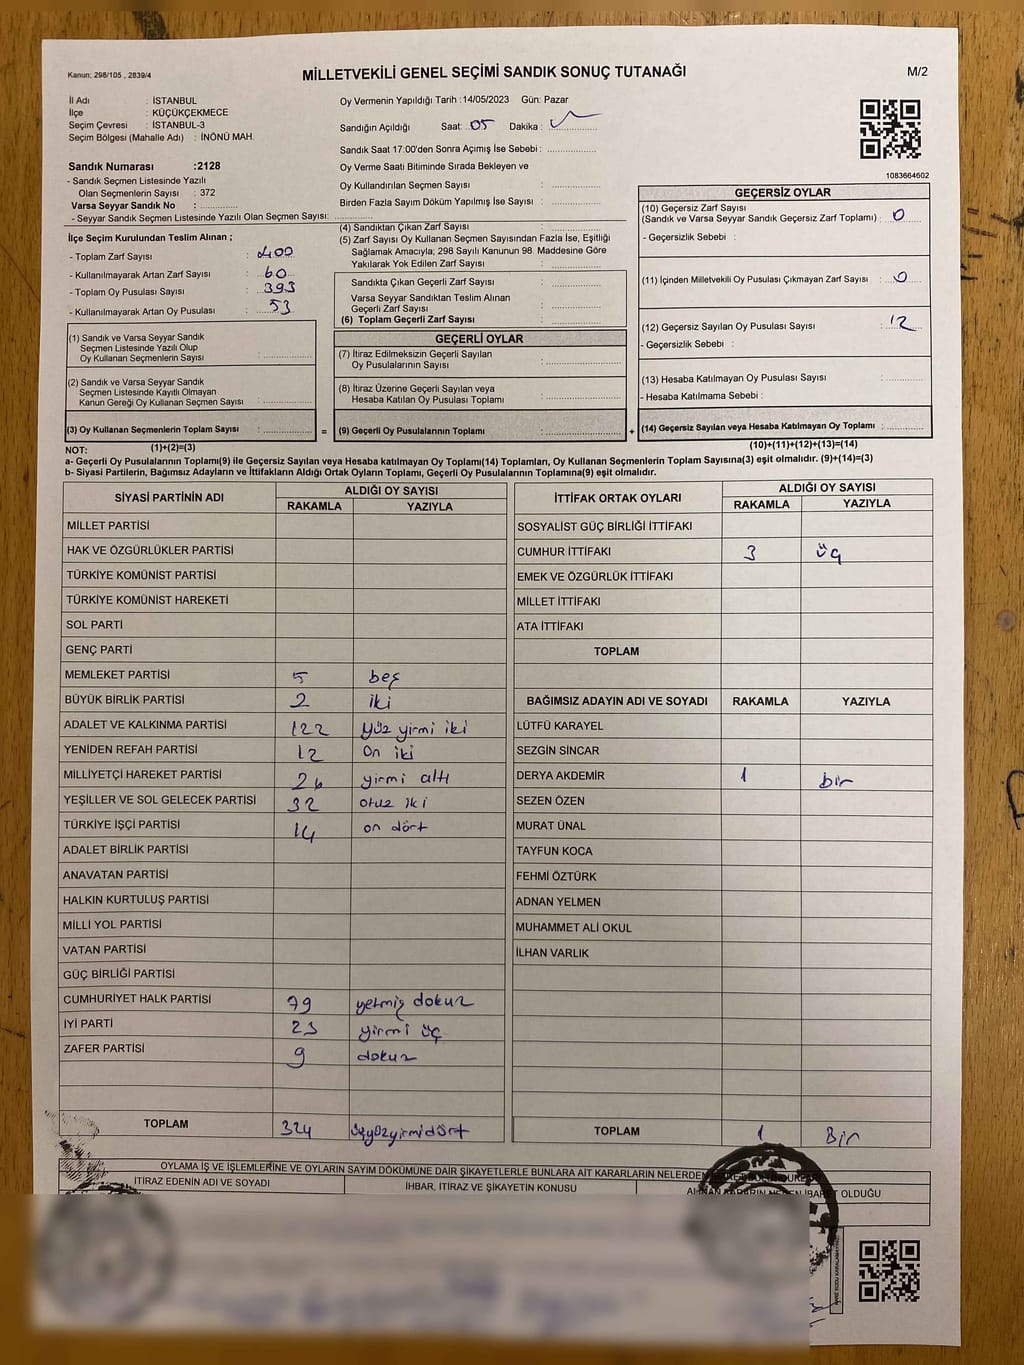 Kanun; 298/105 , 2839/4
MİLLETVEKİLİ GENEL SEÇİMİ SANDIK SONUÇ TUTANAĞI
M/2
İl Adı : İSTANBUL
İlçe : KÜÇÜKÇEKMECE
Seçim Çevresi : İSTANBUL-3
Seçim Bölgesi (Mahalle Adı) : İNÖNÜ MAH.
Sandık Numarası :2128
- Sandık Seçmen Listesinde Yazılı
Olan Seçmenlerin Sayısı : 372
Varsa Seyyar Sandık No :
- Seyyar Sandık Seçmen Listesinde Yazılı Olan Seçmen Sayısı:
İlçe Seçim Kurulundan Teslim Alınan ;
- Toplam Zarf Sayısı : 400
- Kullanılmayarak Artan Zarf Sayısı : 60
- Toplam Oy Pusulası Sayısı : 393
- Kullanılmayarak Artan Oy Pusulası : 53
(1) Sandık ve Varsa Seyyar Sandık
Seçmen Listesinde Yazılı Olup
Oy Kullanan Seçmenlerin Sayısı :
(2) Sandık ve Varsa Seyyar Sandık
Seçmen Listesinde Kayıtlı Olmayan
Kanun Gereği Oy Kullanan Seçmen Sayısı :
(3) Oy Kullanan Seçmenlerin Toplam Sayısı :
(1)+(2)=(3)
Oy Vermenin Yapıldığı Tarih :14/05/2023 Gün: Pazar
Sandığın Açıldığı Saat: 05 Dakika :
Sandık Saat 17:00'den Sonra Açımış İse Sebebi :
Oy Verme Saati Bitiminde Sırada Bekleyen ve
Oy Kullandırılan Seçmen Sayısı :
Birden Fazla Sayım Döküm Yapılmış İse Sayısı :
(4) Sandıktan Çıkan Zarf Sayısı :
(5) Zarf Sayısı Oy Kullanan Seçmen Sayısından Fazla İse, Eşitliği
Sağlamak Amacıyla; 298 Sayılı Kanunun 98. Maddesine Göre
Yakılarak Yok Edilen Zarf Sayısı :
Sandıkta Çıkan Geçerli Zarf Sayısı :
Varsa Seyyar Sandıktan Teslim Alınan
Geçerli Zarf Sayısı :
(6) Toplam Geçerli Zarf Sayısı :
GEÇERLİ OYLAR
(7) İtiraz Edilmeksizin Geçerli Sayılan
Oy Pusulalarının Sayısı :
(8) İtiraz Üzerine Geçerli Sayılan veya
Hesaba Katılan Oy Pusulası Toplamı :
= (9) Geçerli Oy Pusulalarının Toplamı : +
1083664602
GEÇERSİZ OYLAR
(10) Geçersiz Zarf Sayısı
(Sandık ve Varsa Seyyar Sandık Geçersiz Zarf Toplamı) : 0
- Geçersizlik Sebebi :
(11) İçinden Milletvekili Oy Pusulası Çıkmayan Zarf Sayısı : 0
(12) Geçersiz Sayılan Oy Pusulası Sayısı : 12
- Geçersizlik Sebebi :
(13) Hesaba Katılmayan Oy Pusulası Sayısı :
- Hesaba Katılmama Sebebi :
(14) Geçersiz Sayılan veya Hesaba Katılmayan Oy Toplamı :
(10)+(11)+(12)+(13)=(14)
NOT:
a- Geçerli Oy Pusulalarının Toplamı(9) ile Geçersiz Sayılan veya Hesaba katılmayan Oy Toplamı(14) Toplamları, Oy Kullanan Seçmenlerin Toplam Sayısına(3) eşit olmalıdır. (9)+(14)=(3)
b- Siyasi Partilerin, Bağımsız Adayların ve İttifakların Aldığı Ortak Oyların Toplamı, Geçerli Oy Pusulalarının Toplamına(9) eşit olmalıdır.
SİYASİ PARTİNİN ADI ALDIĞI OY SAYISI
RAKAMLA YAZIYLA
MİLLET PARTİSİ
HAK VE ÖZGÜRLÜKLER PARTİSİ
TÜRKİYE KOMÜNİST PARTİSİ
TÜRKİYE KOMÜNİST HAREKETİ
SOL PARTİ
GENÇ PARTİ
MEMLEKET PARTİSİ 5 beş
BÜYÜK BİRLİK PARTİSİ 2 iki
ADALET VE KALKINMA PARTİSİ 122 Yüz yirmi iki
YENİDEN REFAH PARTİSİ 12 On iki
MİLLİYETÇİ HAREKET PARTİSİ 26 yirmi altı
YEŞİLLER VE SOL GELECEK PARTİSİ 32 otuz iki
TÜRKİYE İŞÇİ PARTİSİ 14 on dört
ADALET BİRLİK PARTİSİ
ANAVATAN PARTİSİ
HALKIN KURTULUŞ PARTİSİ
MİLLİ YOL PARTİSİ
VATAN PARTİSİ
GÜÇ BİRLİĞİ PARTİSİ
CUMHURİYET HALK PARTİSİ 79 yetmiş dokuz
İYİ PARTİ 23 yirmi üç
ZAFER PARTİSİ 9 dokuz
TOPLAM 324 üçyüzyirmidört
İTTİFAK ORTAK OYLARI ALDIĞI OY SAYISI
RAKAMLA YAZIYLA
SOSYALİST GÜÇ BİRLİĞİ İTTİFAKI
CUMHUR İTTİFAKI 3 üç
EMEK VE ÖZGÜRLÜK İTTİFAKI
MİLLET İTTİFAKI
ATA İTTİFAKI
TOPLAM
BAĞIMSIZ ADAYIN ADI VE SOYADI RAKAMLA YAZIYLA
LÜTFÜ KARAYEL
SEZGİN SİNCAR
DERYA AKDEMİR 1 bir
SEZEN ÖZEN
MURAT ÜNAL
TAYFUN KOCA
FEHMİ ÖZTÜRK
ADNAN YELMEN
MUHAMMET ALİ OKUL
İLHAN VARLIK
TOPLAM 1 Bir
OYLAMA İŞ VE İŞLEMLERİNE VE OYLARIN SAYIM DÖKÜMÜNE DAİR ŞİKAYETLERLE BUNLARA AİT KARARLARIN NELERDEN
İTİRAZ EDENİN ADI VE SOYADI İHBAR, İTİRAZ VE ŞİKAYETİN KONUSU ALINAN KARARIN NEDEN İBARET OLDUĞU